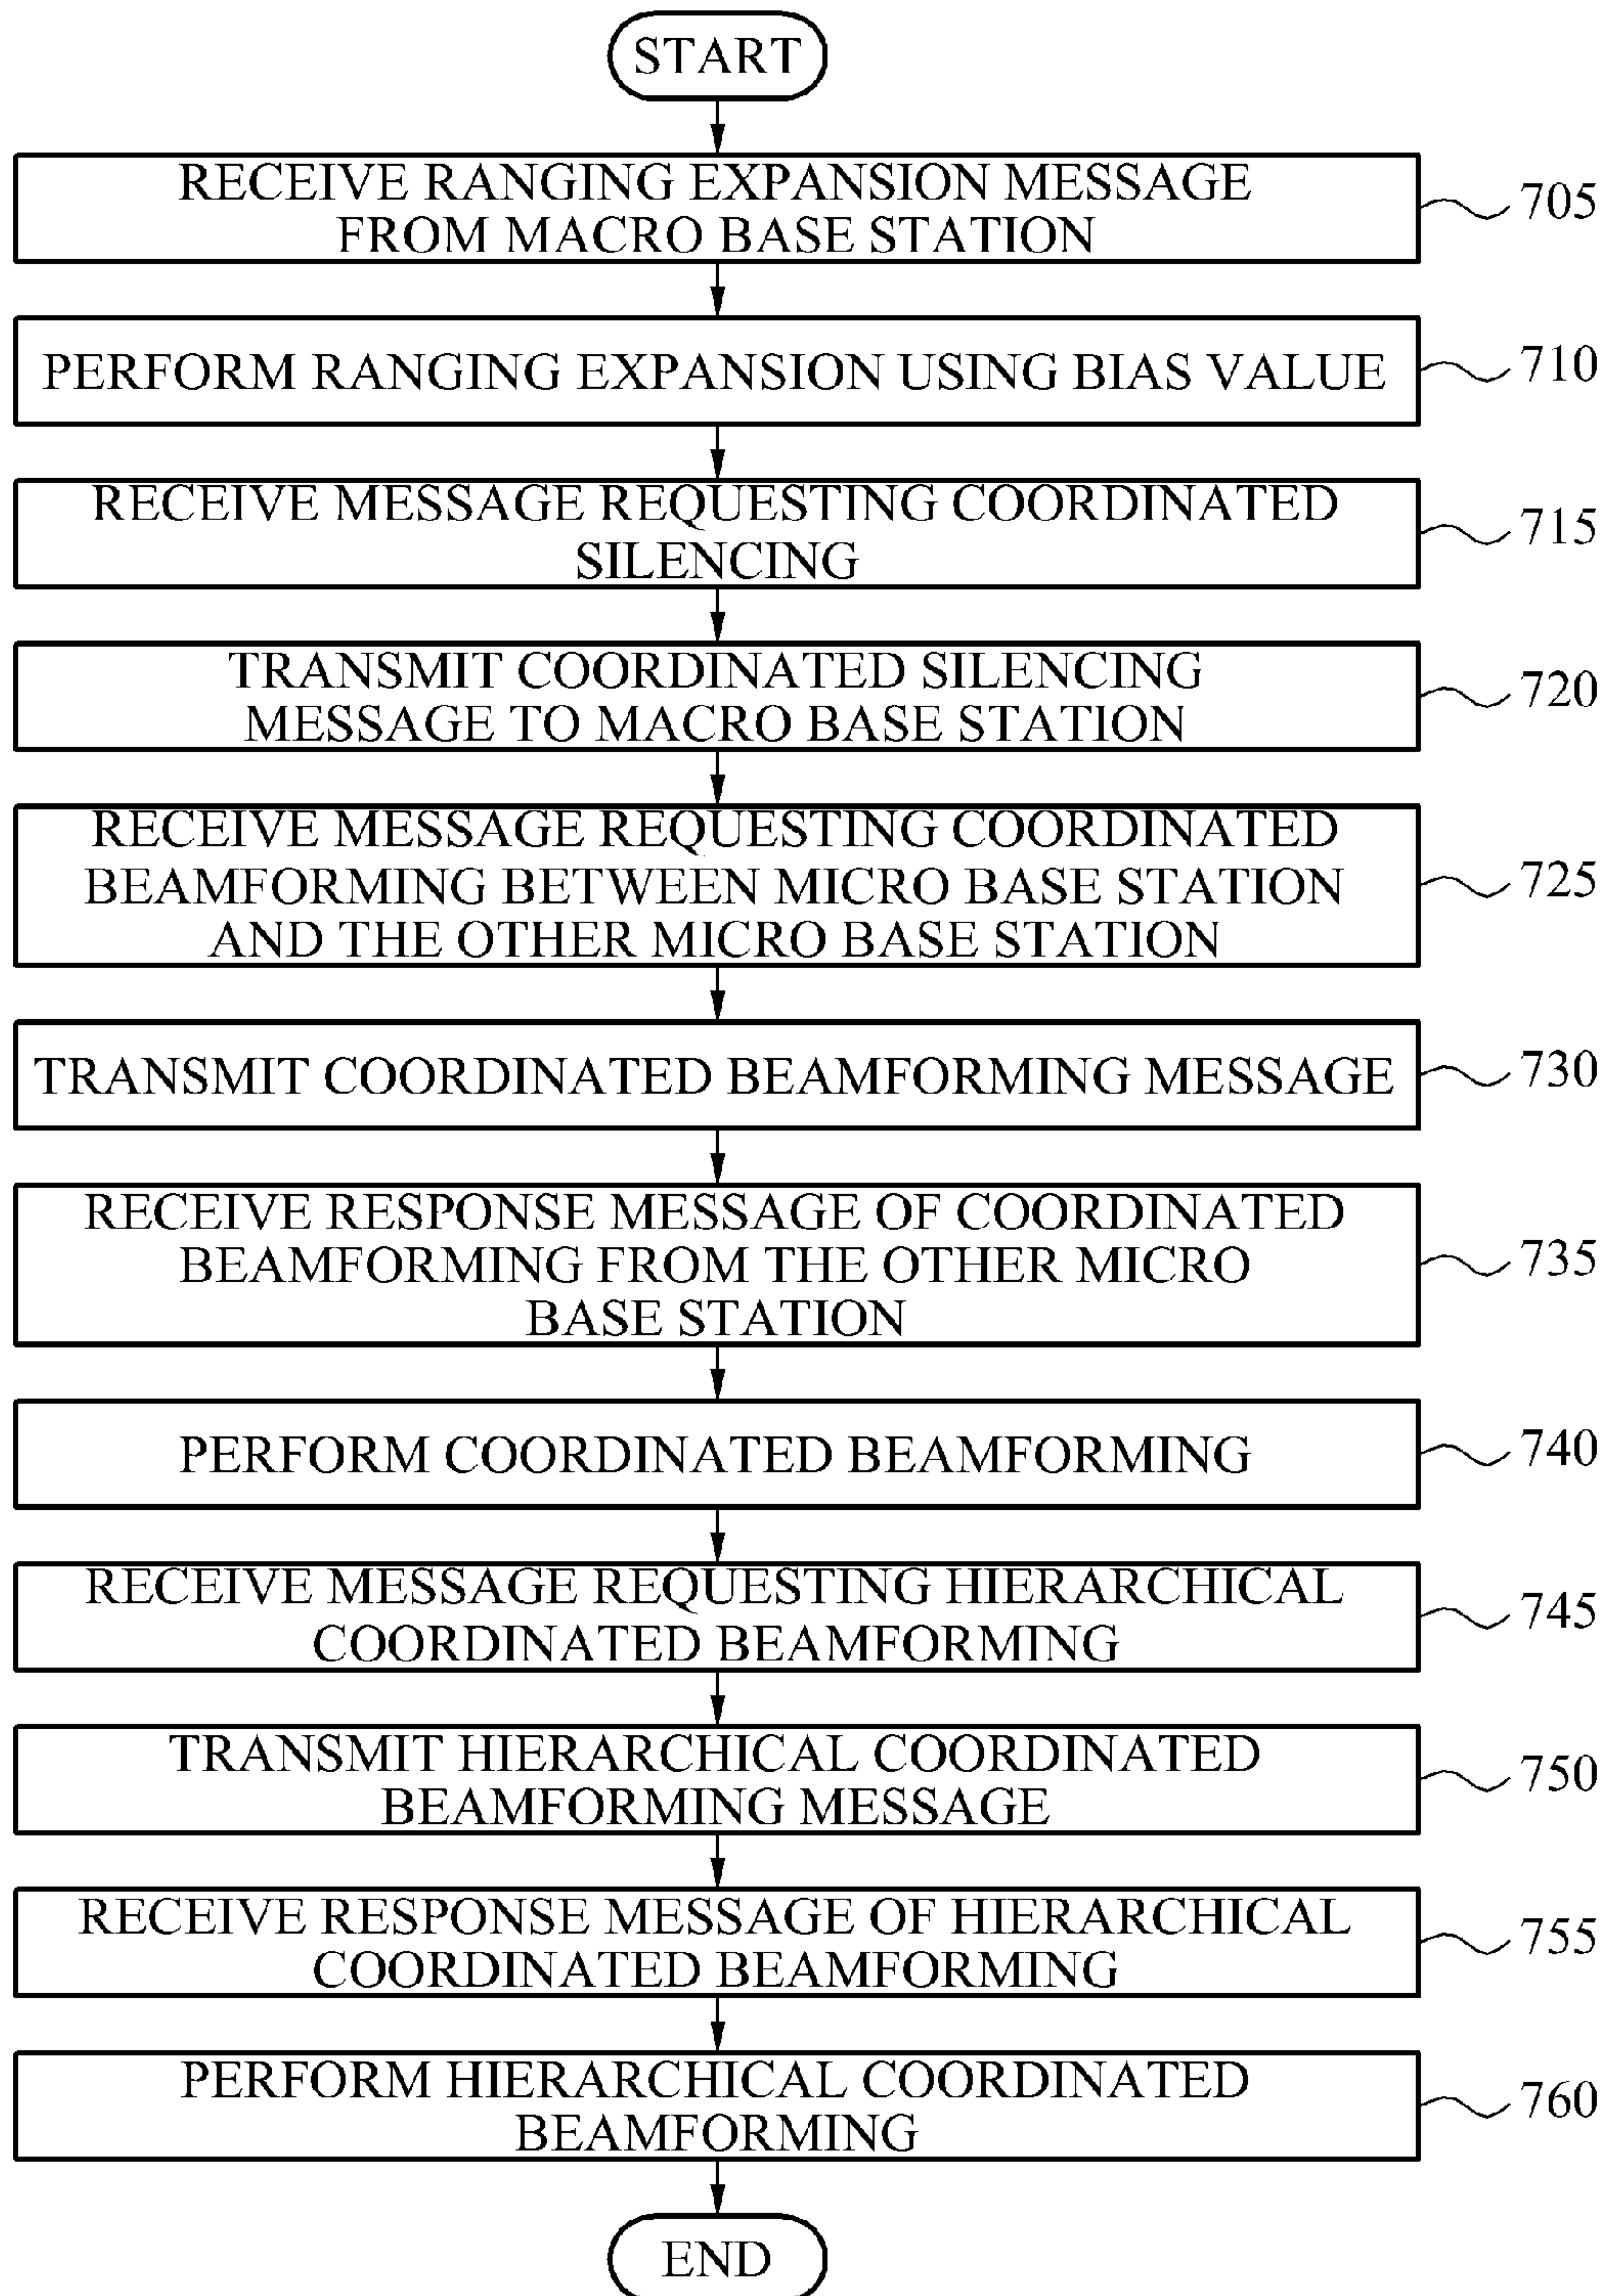 START
RECEIVE RANGING EXPANSION MESSAGE
FROM MACRO BASE STATION
705
PERFORM RANGING EXPANSION USING BIAS VALUE
710
RECEIVE MESSAGE REQUESTING COORDINATED
SILENCING
715
TRANSMIT COORDINATED SILENCING
MESSAGE TO MACRO BASE STATION
720
RECEIVE MESSAGE REQUESTING COORDINATED
BEAMFORMING BETWEEN MICRO BASE STATION
AND THE OTHER MICRO BASE STATION
725
TRANSMIT COORDINATED BEAMFORMING MESSAGE
730
RECEIVE RESPONSE MESSAGE OF COORDINATED
BEAMFORMING FROM THE OTHER MICRO
BASE STATION
735
PERFORM COORDINATED BEAMFORMING
740
RECEIVE MESSAGE REQUESTING HIERARCHICAL
COORDINATED BEAMFORMING
745
TRANSMIT HIERARCHICAL COORDINATED
BEAMFORMING MESSAGE
750
RECEIVE RESPONSE MESSAGE OF HIERARCHICAL
COORDINATED BEAMFORMING
755
PERFORM HIERARCHICAL COORDINATED
BEAMFORMING
760
END